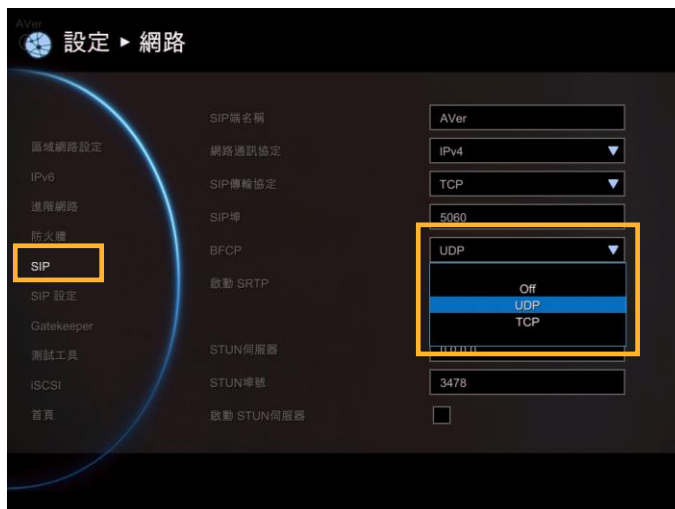 AVer
設定 ▸ 網路
SIP端名稱
AVer
區域網路設定
網路通訊協定
IPv4
IPv6
SIP傳輸協定
TCP
進階網路
SIP埠
5060
防火牆
BFCP
UDP
SIP
啟動 SRTP
Off
UDP
TCP
SIP 設定
Gatekeeper
STUN伺服器
0.0.0.0
測試工具
iSCSI
STUN埠號
3478
首頁
啟動 STUN伺服器